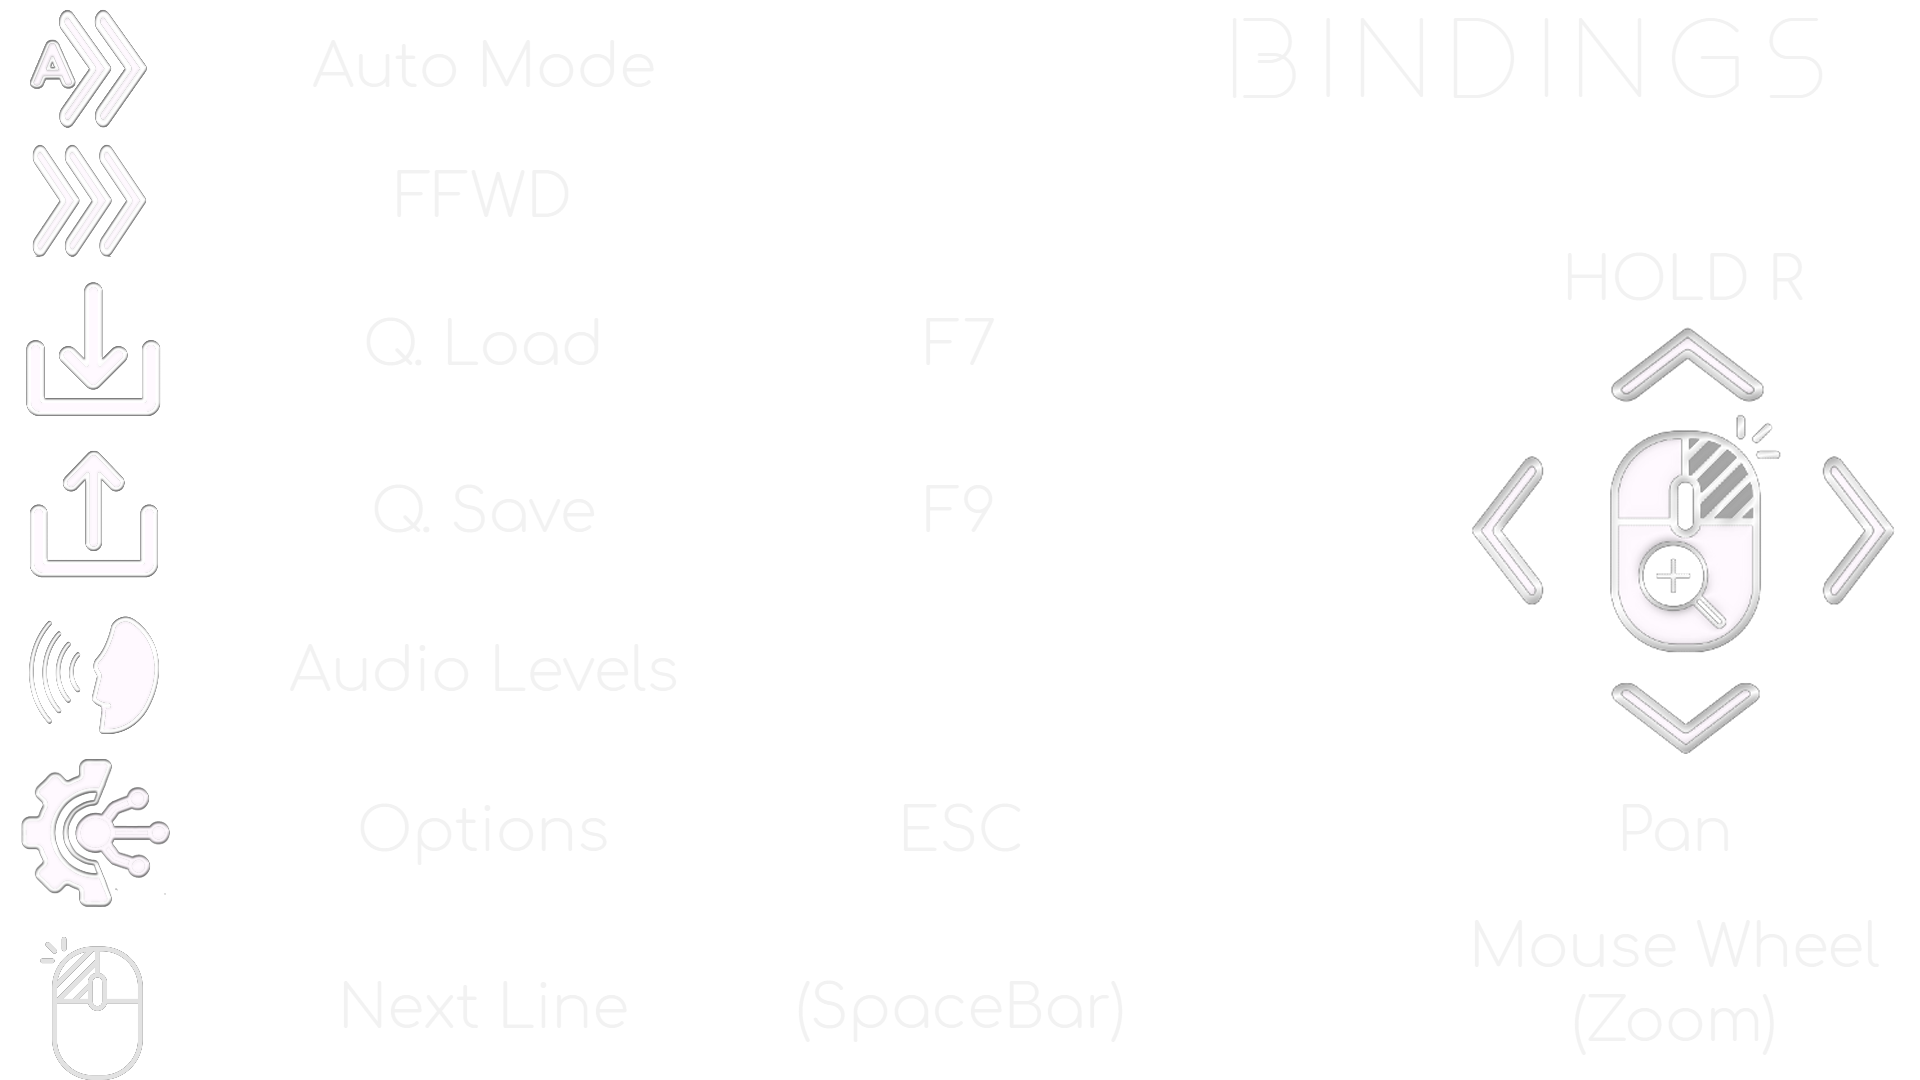 BINDINGS
A
Auto Mode
FFWD
HOLD R
Q. Load F7
Q. Save F9
Audio Levels
Options ESC
Pan
Mouse Wheel
(Zoom)
Next Line (SpaceBar)